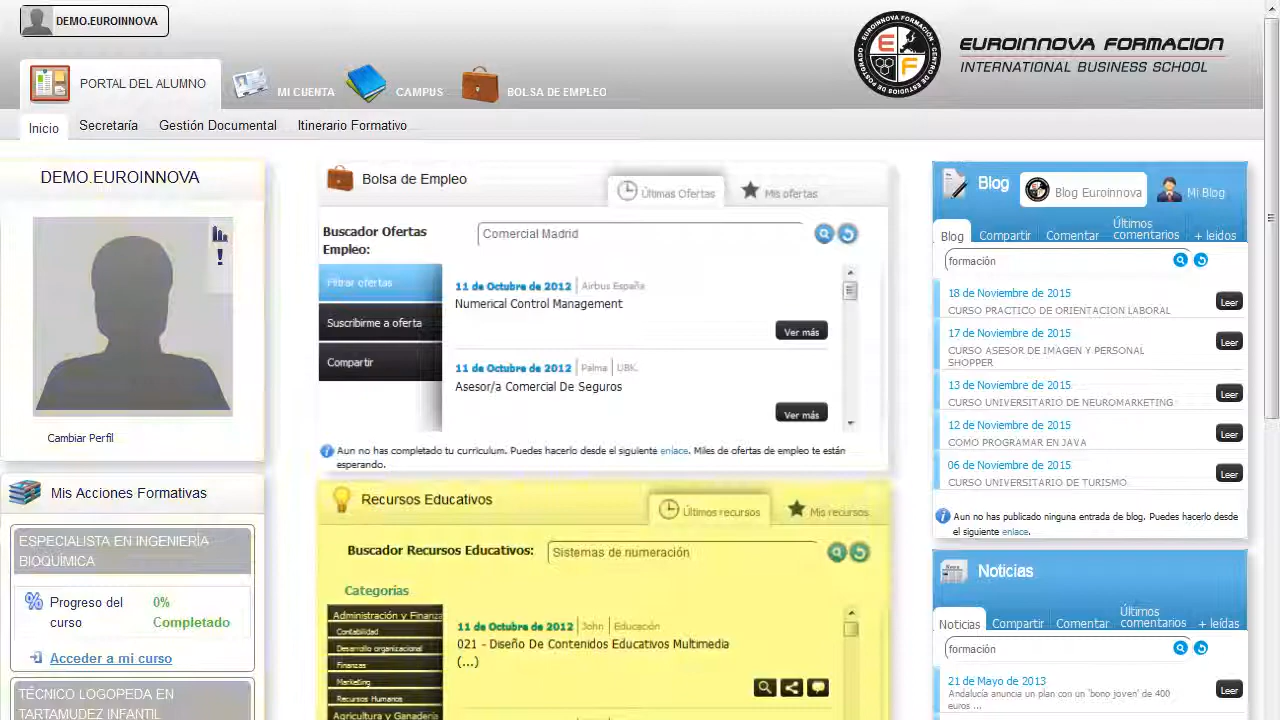 DEMO.EUROINNOVA
EUROINNOVA FORMACION
INTERNATIONAL BUSINESS SCHOOL
PORTAL DEL ALUMNO
MI CUENTA
CAMPUS
BOLSA DE EMPLEO
Inicio
Secretaría
Gestión Documental
Itinerario Formativo
DEMO.EUROINNOVA
Cambiar Perfil
Mis Acciones Formativas
ESPECIALISTA EN INGENIERÍA
BIOQUÍMICA
Progreso del
curso
0%
Completado
Acceder a mi curso
TÉCNICO LOGOPEDA EN
TARTAMUDEZ INFANTIL
Bolsa de Empleo
Últimas Ofertas
Mis ofertas
Buscador Ofertas
Empleo:
Comercial Madrid
Filtrar ofertas
Suscribirme a oferta
Compartir
11 de Octubre de 2012
Airbus España
Numerical Control Management
Ver más
11 de Octubre de 2012
Palma
UBK.
Asesor/a Comercial De Seguros
Ver más
Aun no has completado tu curriculum. Puedes hacerlo desde el siguiente enlace. Miles de ofertas de empleo te están
esperando.
Recursos Educativos
Últimos recursos
Mis recursos
Buscador Recursos Educativos:
Sistemas de numeración
Categorías
Administración y Finanza
Contabilidad
Desarrollo organizacional
Finanzas
Marketing
Recursos Humanos
Agricultura y Ganadería
11 de Octubre de 2012
John
Educación
021 - Diseño De Contenidos Educativos Multimedia
(...)
Blog
Blog Euroinnova
Mi Blog
Blog
Compartir
Comentar
Últimos
comentarios
+ leidos
formación
18 de Noviembre de 2015
CURSO PRACTICO DE ORIENTACION LABORAL
Leer
17 de Noviembre de 2015
CURSO ASESOR DE IMAGEN Y PERSONAL
SHOPPER
Leer
13 de Noviembre de 2015
CURSO UNIVERSITARIO DE NEUROMARKETING
Leer
12 de Noviembre de 2015
COMO PROGRAMAR EN JAVA
Leer
06 de Noviembre de 2015
CURSO UNIVERSITARIO DE TURISMO
Leer
Aun no has publicado ninguna entrada de blog. Puedes hacerlo desde
el siguiente enlace.
Noticias
Noticias
Compartir
Comentar
Últimos
comentarios
+ leídas
formación
21 de Mayo de 2013
Andalucía anuncia un
euros ...
Leer